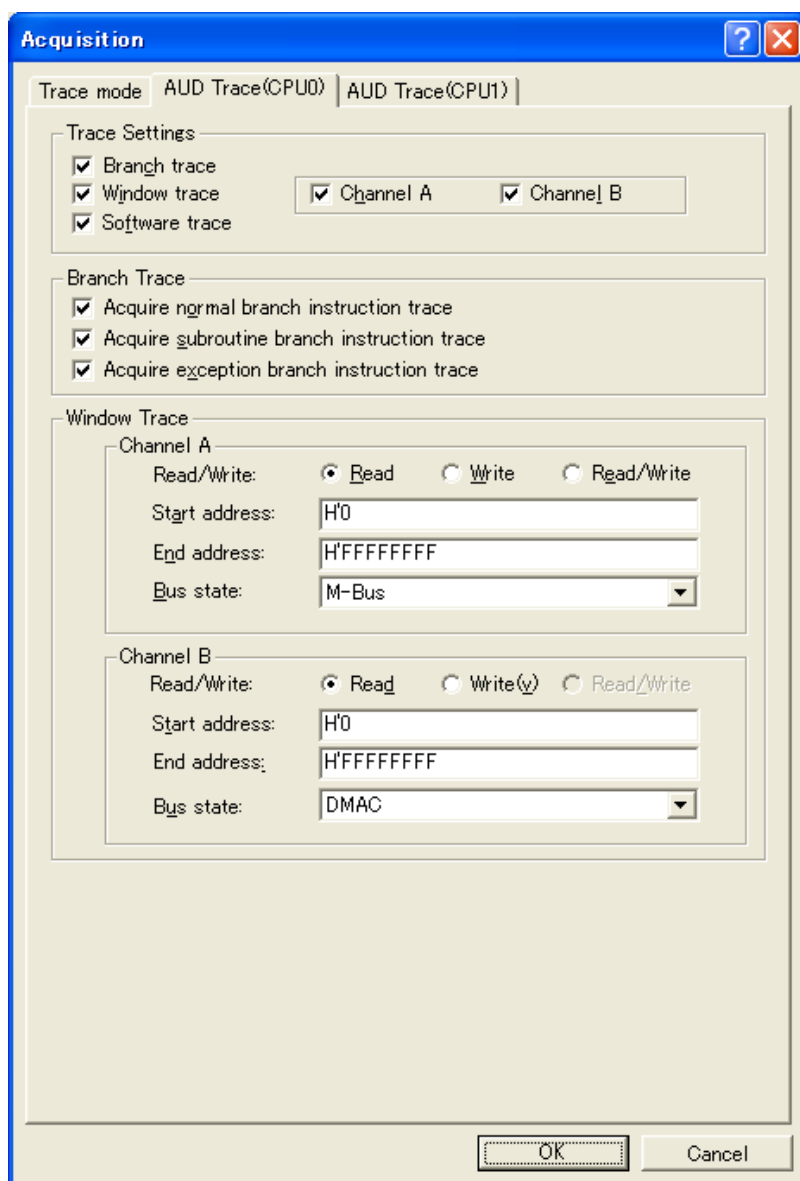 Acquisition
Trace mode AUD Trace(CPU0) AUD Trace(CPU1)
Trace Settings
Branch trace
Window trace Channel A Channel B
Software trace
Branch Trace
Acquire normal branch instruction trace
Acquire subroutine branch instruction trace
Acquire exception branch instruction trace
Window Trace
Channel A
Read/Write: Read Write Read/Write
Start address: H'0
End address: H'FFFFFFFF
Bus state: M-Bus
Channel B
Read/Write: Read Write(v) Read/Write
Start address: H'0
End address: H'FFFFFFFF
Bus state: DMAC
OK Cancel